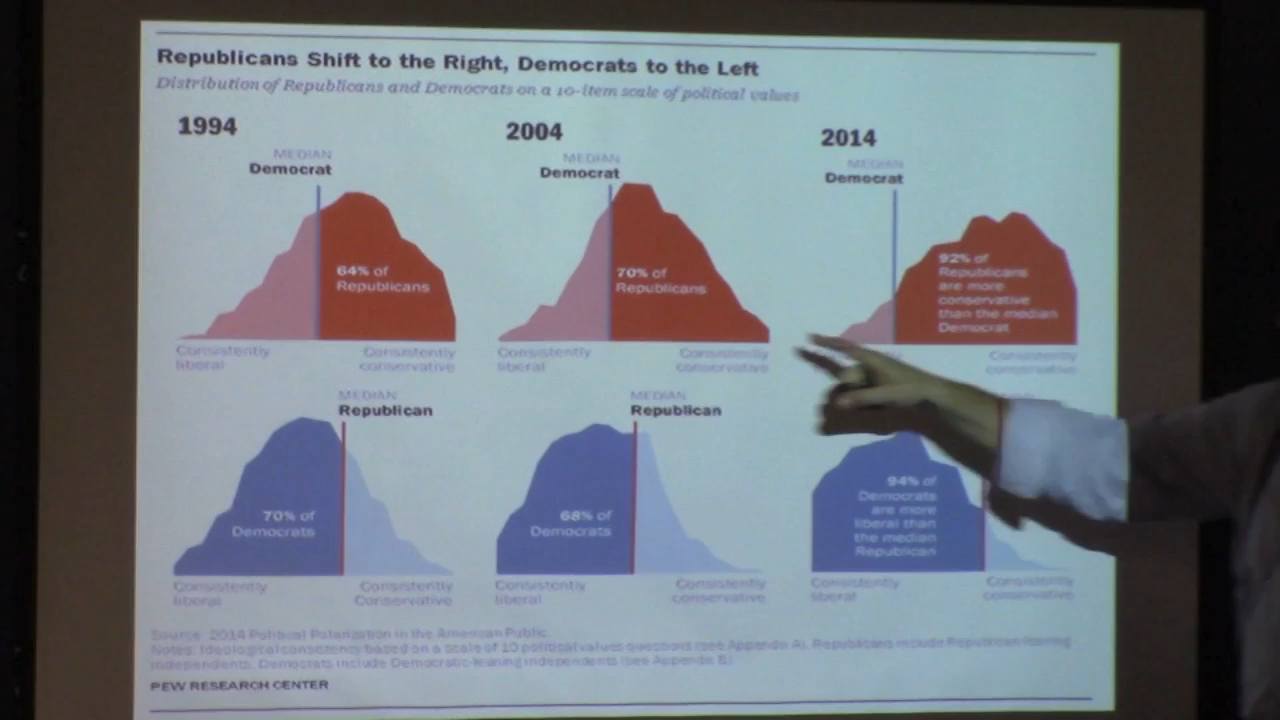 Republicans Shift to the Right, Democrats to the Left
Distribution of Republicans and Democrats on a 10-item scale of political values
1994
MEDIAN
Democrat
64% of
Republicans
Consistently
liberal
Consistently
conservative
2004
MEDIAN
Democrat
70% of
Republicans
Consistently
liberal
Consistently
conservative
2014
MEDIAN
Democrat
92% of
Republicans
are more
conservative
than the median
Democrat
Consistently
conservative
MEDIAN
Republican
70% of
Democrats
Consistently
liberal
Consistently
Conservative
MEDIAN
Republican
68% of
Democrats
Consistently
liberal
Consistently
conservative
94% of
Democrats
are more
liberal than
the median
Republican
Consistently
liberal
Consistently
conservative
Source: 2014 Political Polarization in the American Public.
Notes: Ideological consistency based on a scale of 10 political values questions (see Appendix A). Republicans include Republican-leaning
independents. Democrats include Democratic-leaning independents (see Appendix B).
PEW RESEARCH CENTER